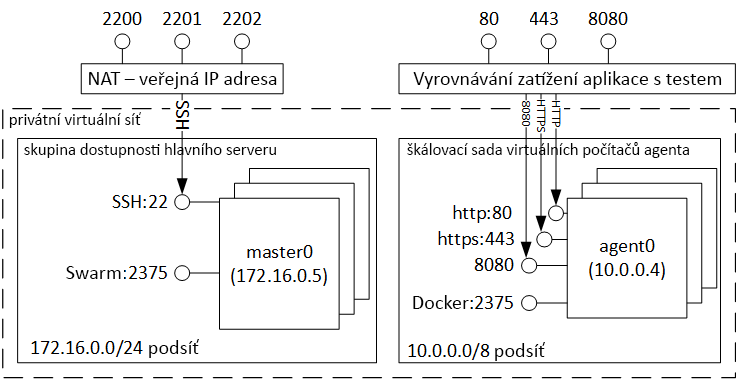 2200
2201
2202
80
443
8080
NAT – veřejná IP adresa
Vyrovnávání zatížení aplikace s testem
SSH
8080
HTTPS
HTTP
privátní virtuální síť
skupina dostupnosti hlavního serveru
škálovací sada virtuálních počítačů agenta
SSH:22
Swarm:2375
master0
(172.16.0.5)
http:80
https:443
8080
Docker:2375
agent0
(10.0.0.4)
172.16.0.0/24 podsíť
10.0.0.0/8 podsíť